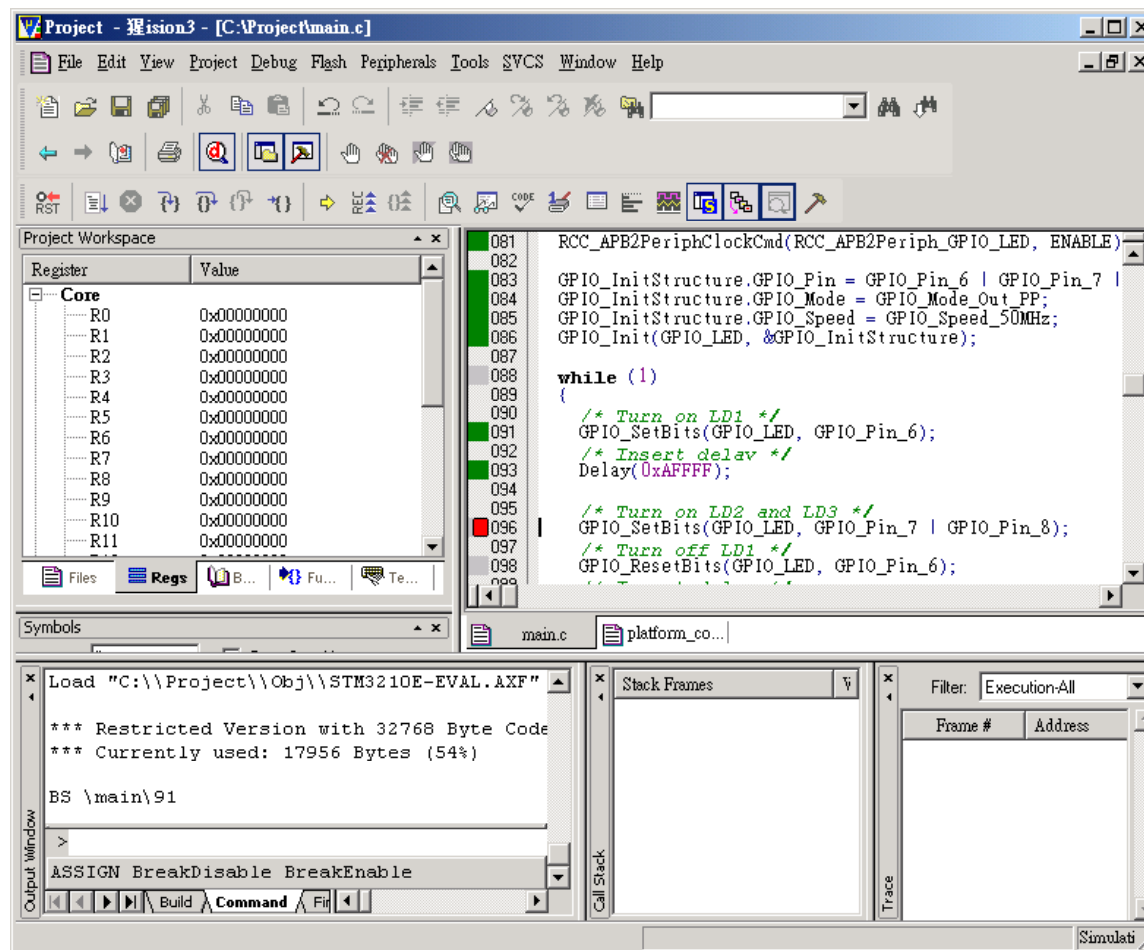 Project - 猩ision3 - [C:\Project\main.c]
File Edit View Project Debug Flash Peripherals Tools SVCS Window Help
RST
CODE
Project Workspace
Register Value
Core
R0 0x00000000
R1 0x00000000
R2 0x00000000
R3 0x00000000
R4 0x00000000
R5 0x00000000
R6 0x00000000
R7 0x00000000
R8 0x00000000
R9 0x00000000
R10 0x00000000
R11 0x00000000
Files Regs B... Fu... Te...
Symbols
081 RCC_APB2PeriphClockCmd(RCC_APB2Periph_GPIO_LED, ENABLE)
082
083 GPIO_InitStructure.GPIO_Pin = GPIO_Pin_6 | GPIO_Pin_7 |
084 GPIO_InitStructure.GPIO_Mode = GPIO_Mode_Out_PP;
085 GPIO_InitStructure.GPIO_Speed = GPIO_Speed_50MHz;
086 GPIO_Init(GPIO_LED, &GPIO_InitStructure);
087
088 while (1)
089 {
090 /* Turn on LD1 */
091 GPIO_SetBits(GPIO_LED, GPIO_Pin_6);
092 /* Insert delay */
093 Delay(0xAFFFF);
094
095 /* Turn on LD2 and LD3 */
096 GPIO_SetBits(GPIO_LED, GPIO_Pin_7 | GPIO_Pin_8);
097 /* Turn off LD1 */
098 GPIO_ResetBits(GPIO_LED, GPIO_Pin_6);
main.c platform_co...
Load "C:\\Project\\Obj\\STM3210E-EVAL.AXF"
*** Restricted Version with 32768 Byte Code
*** Currently used: 17956 Bytes (54%)
BS \main\91
>
ASSIGN BreakDisable BreakEnable
Build Command Fin
Output Window
Stack Frames
Call Stack
Filter: Execution-All
Frame # Address
Trace
Simulati